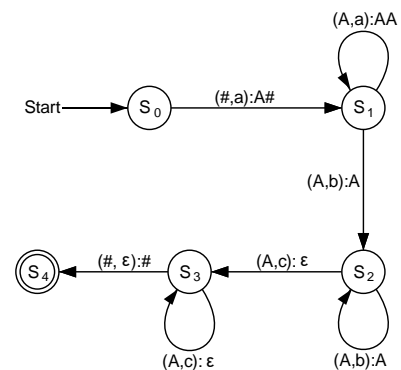 (A,a):AA
Start
S0
(#,a):A#
S1
(A,b):A
S4
(#, ε):#
S3
(A,c): ε
S2
(A,c): ε
(A,b):A